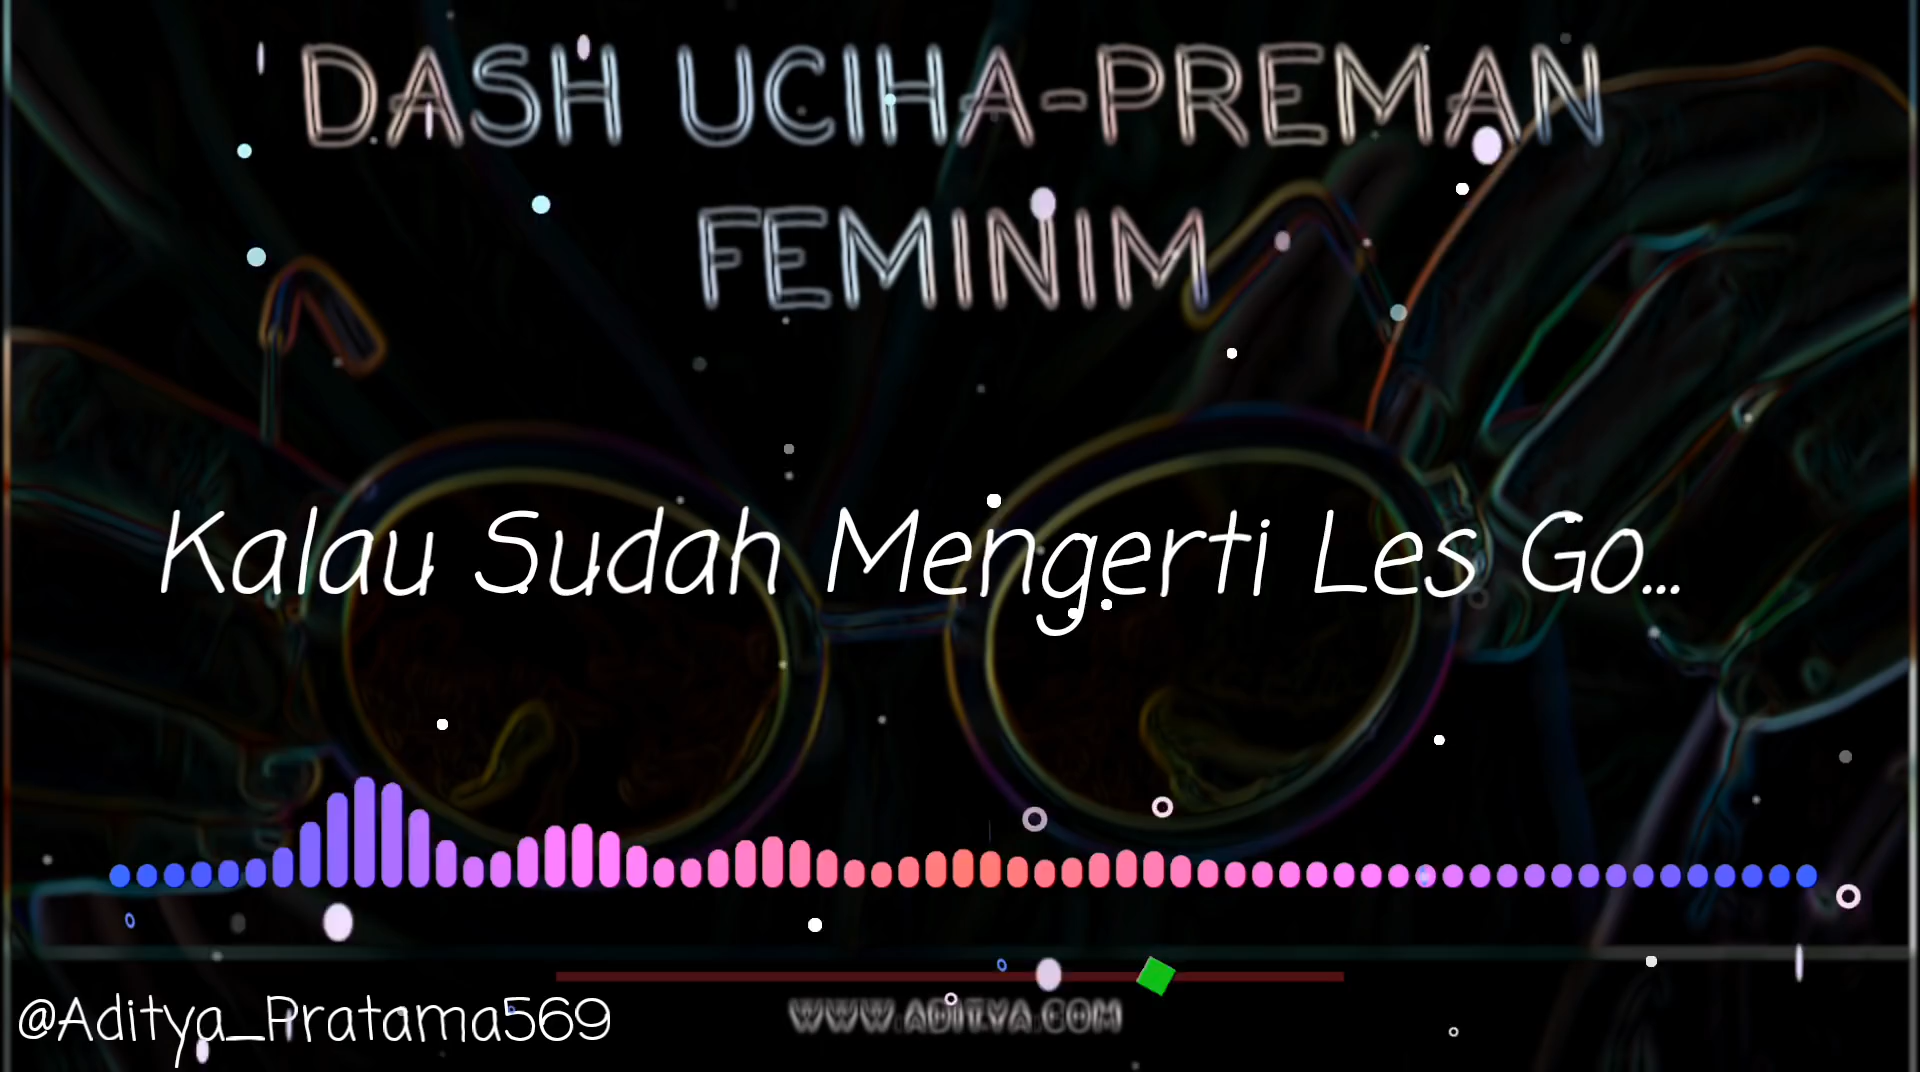 DASH UCIHA-PREMAN
FEMINIM
Kalau Sudah Mengerti Les Go...
@Aditya_Pratama569
WWW.ADITYA.COM